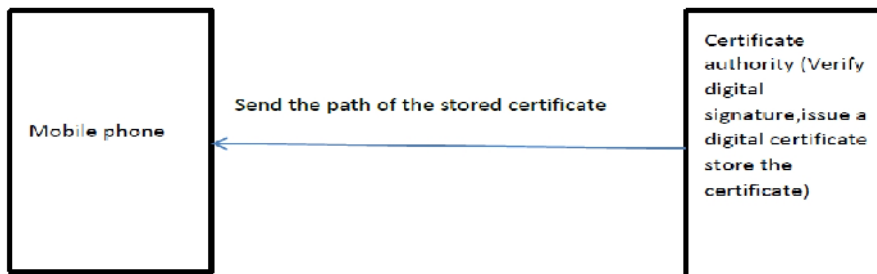 Mobile phone
Send the path of the stored certificate
Certificate
authority (Verify
digital
signature,issue a
digital certificate
store the
certificate)